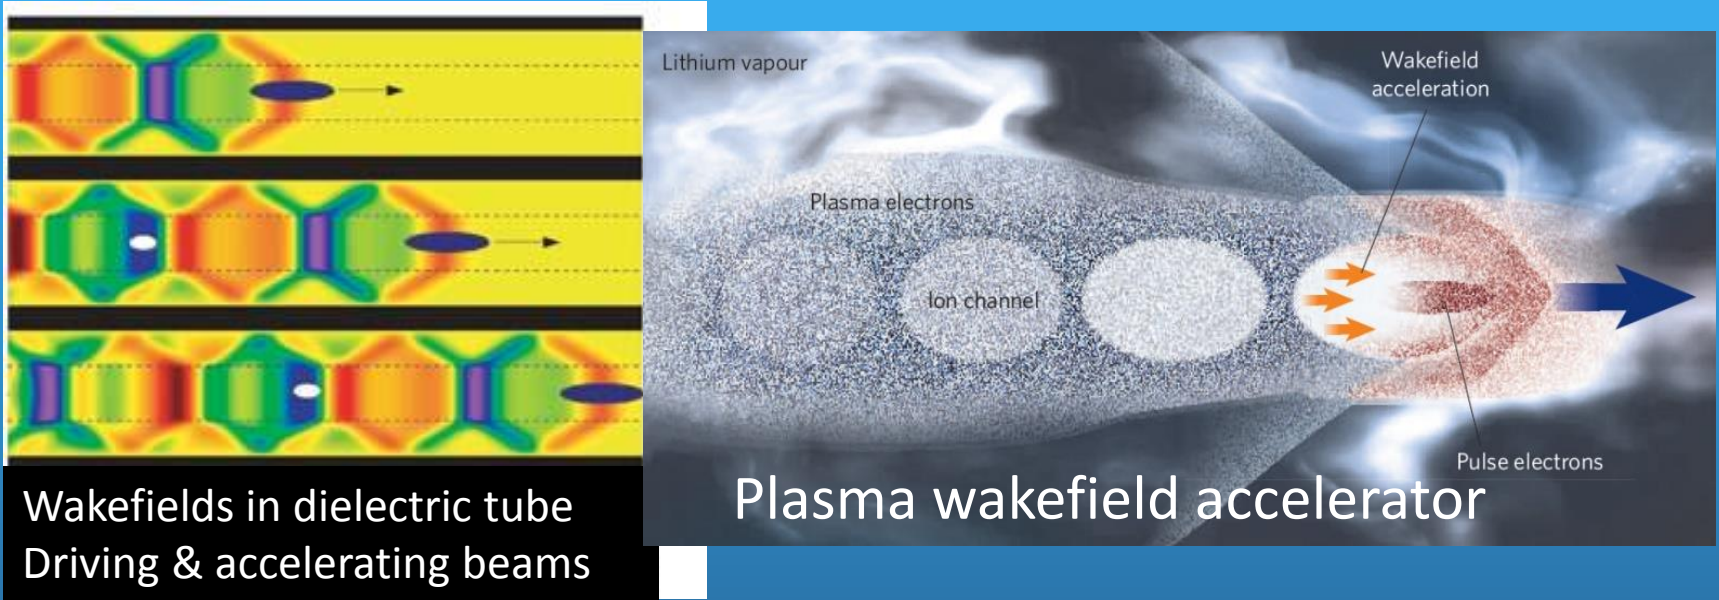 Wakefields in dielectric tube
Driving & accelerating beams
Lithium vapour
Wakefield
acceleration
Plasma electrons
Ion channel
Pulse electrons
Plasma wakefield accelerator